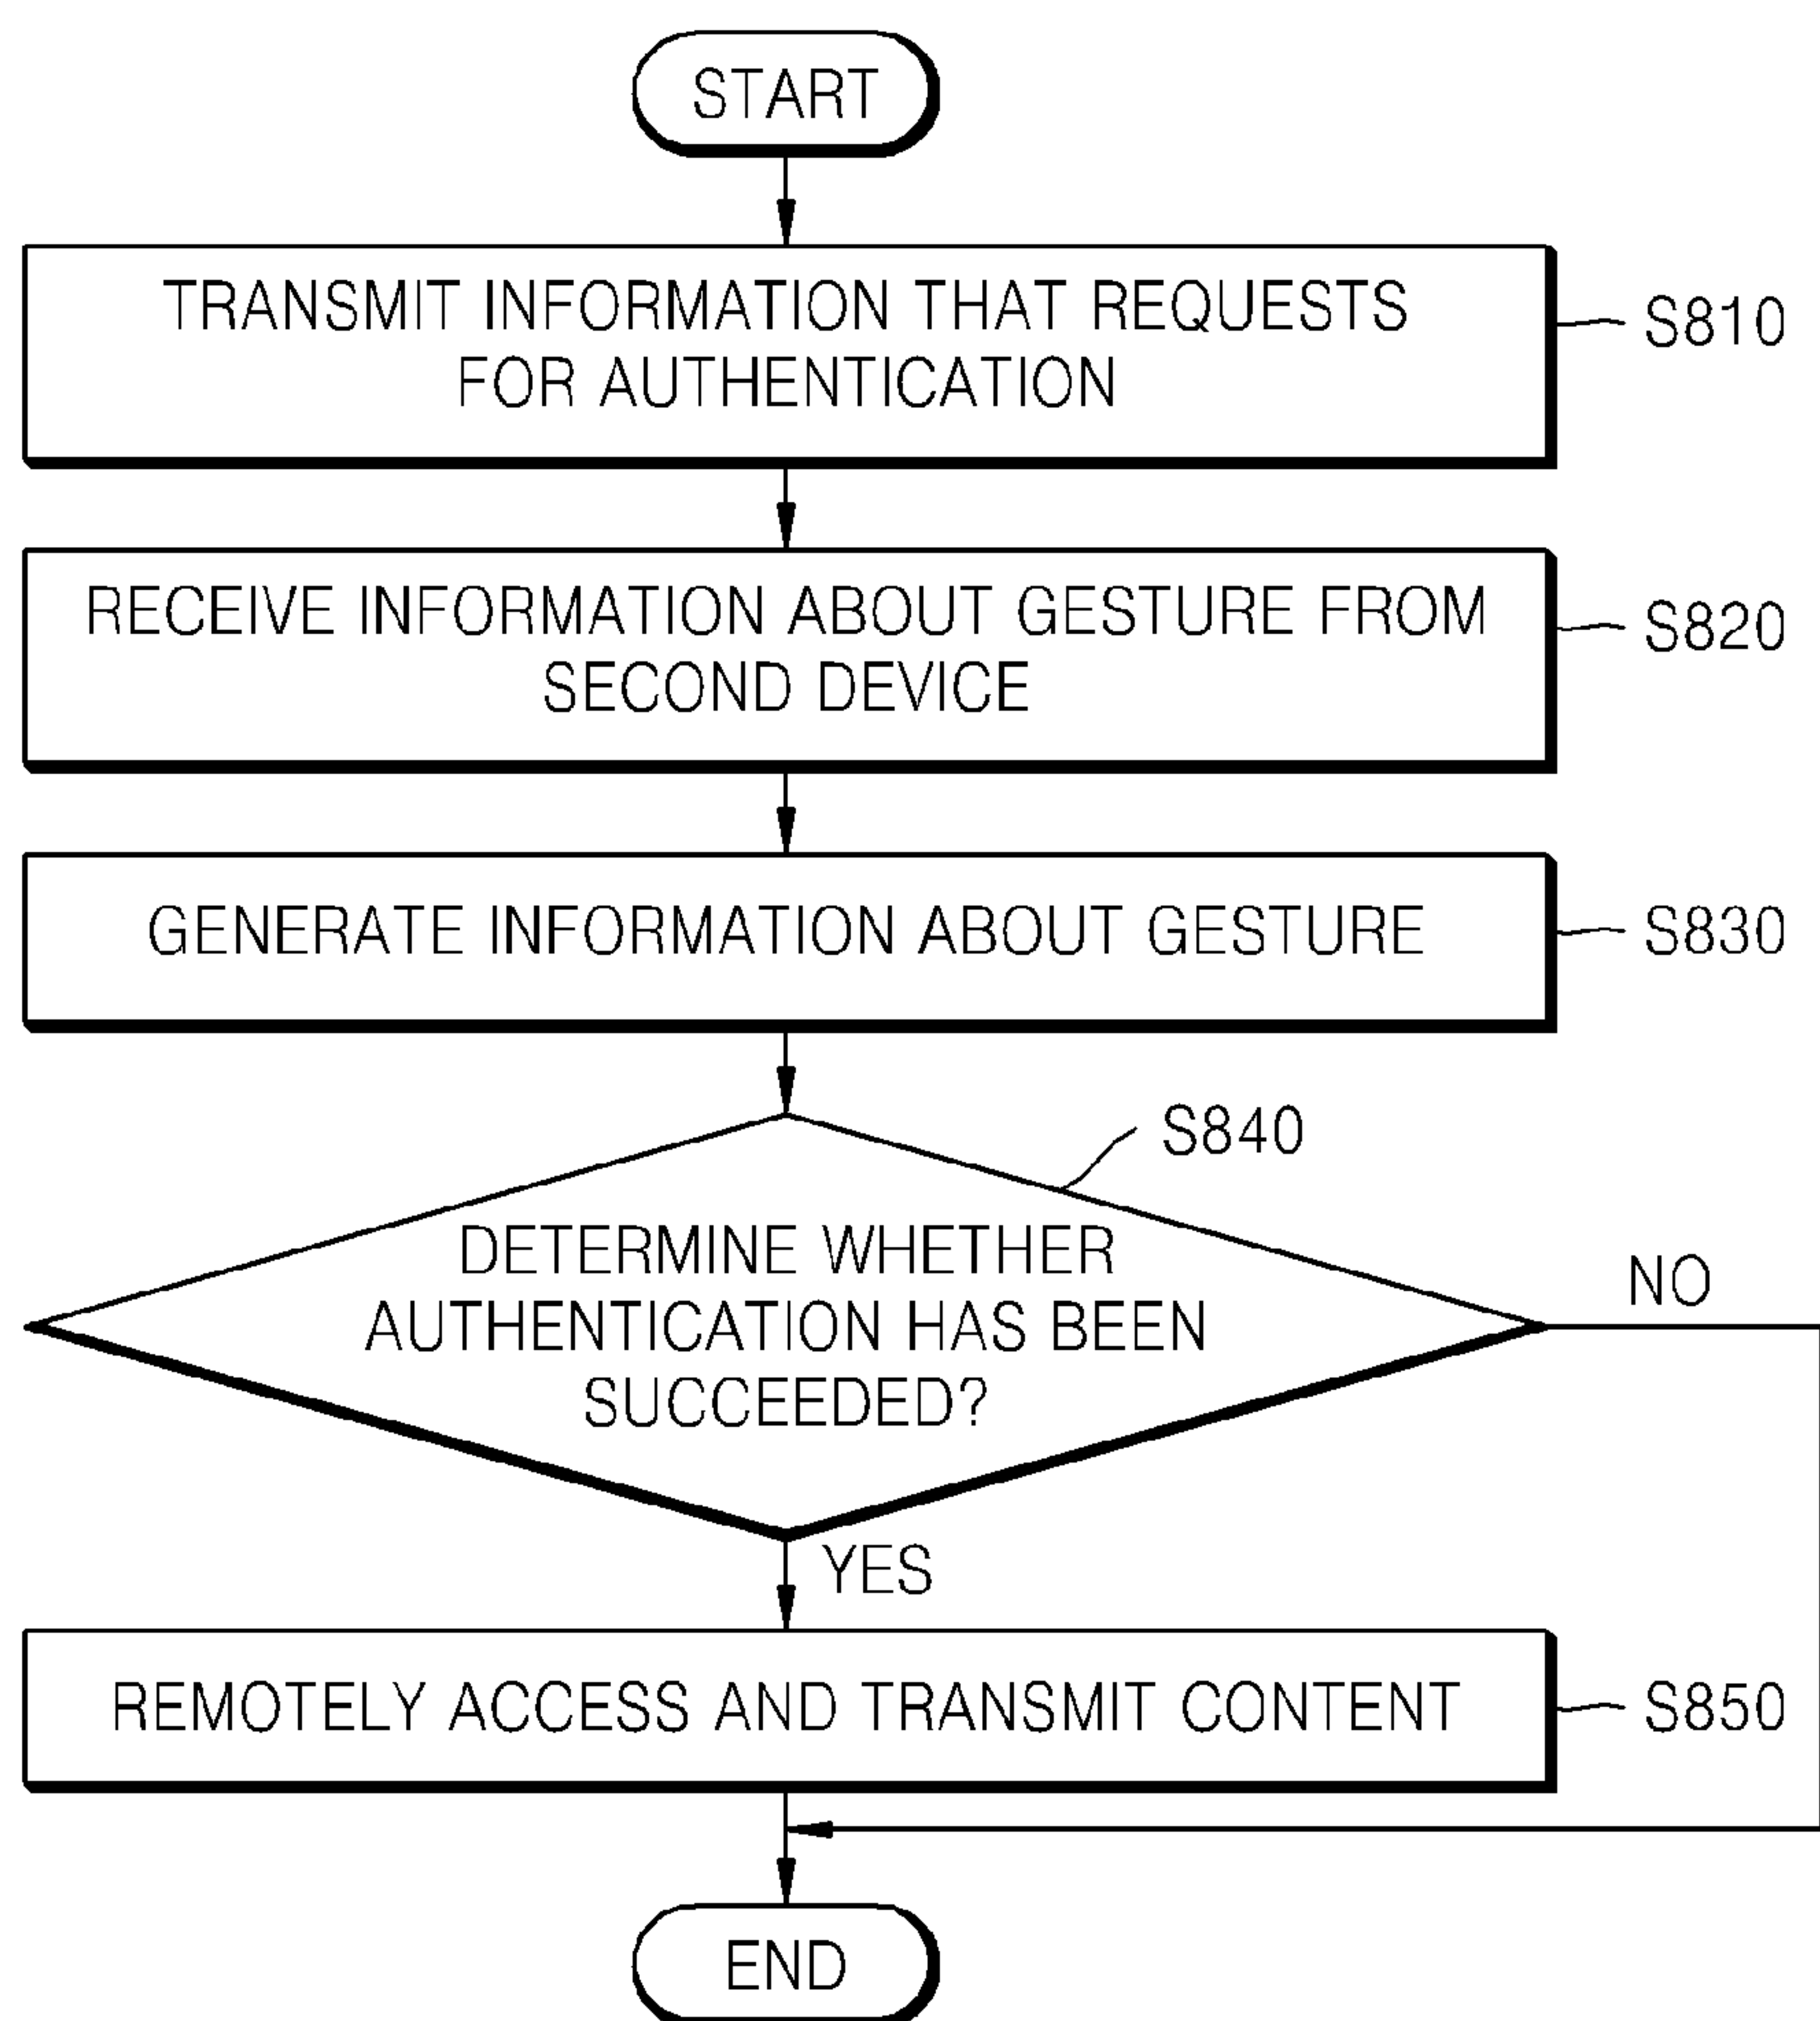 START
TRANSMIT INFORMATION THAT REQUESTS
FOR AUTHENTICATION
S810
RECEIVE INFORMATION ABOUT GESTURE FROM
SECOND DEVICE
S820
GENERATE INFORMATION ABOUT GESTURE
S830
S840
DETERMINE WHETHER
AUTHENTICATION HAS BEEN
SUCCEEDED?
NO
YES
REMOTELY ACCESS AND TRANSMIT CONTENT
S850
END